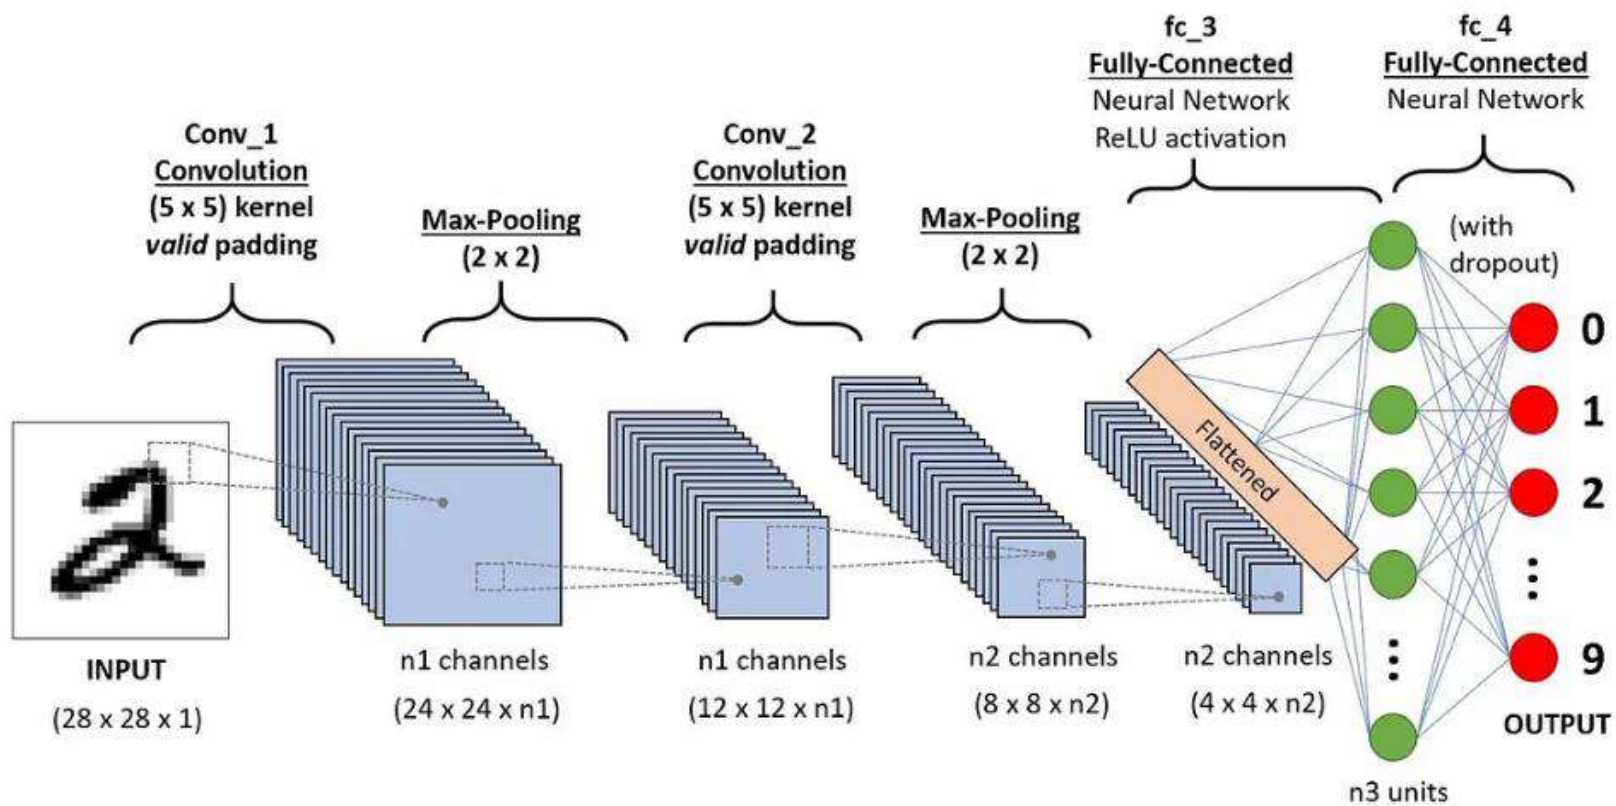 Conv_1
Convolution
(5 x 5) kernel
valid padding
Max-Pooling
(2 x 2)
Conv_2
Convolution
(5 x 5) kernel
valid padding
Max-Pooling
(2 x 2)
fc_3
Fully-Connected
Neural Network
ReLU activation
fc_4
Fully-Connected
Neural Network
(with
dropout)
INPUT
(28 x 28 x 1)
n1 channels
(24 x 24 x n1)
n1 channels
(12 x 12 x n1)
n2 channels
(8 x 8 x n2)
n2 channels
(4 x 4 x n2)
Flattened
n3 units
0
1
2
9
OUTPUT
2